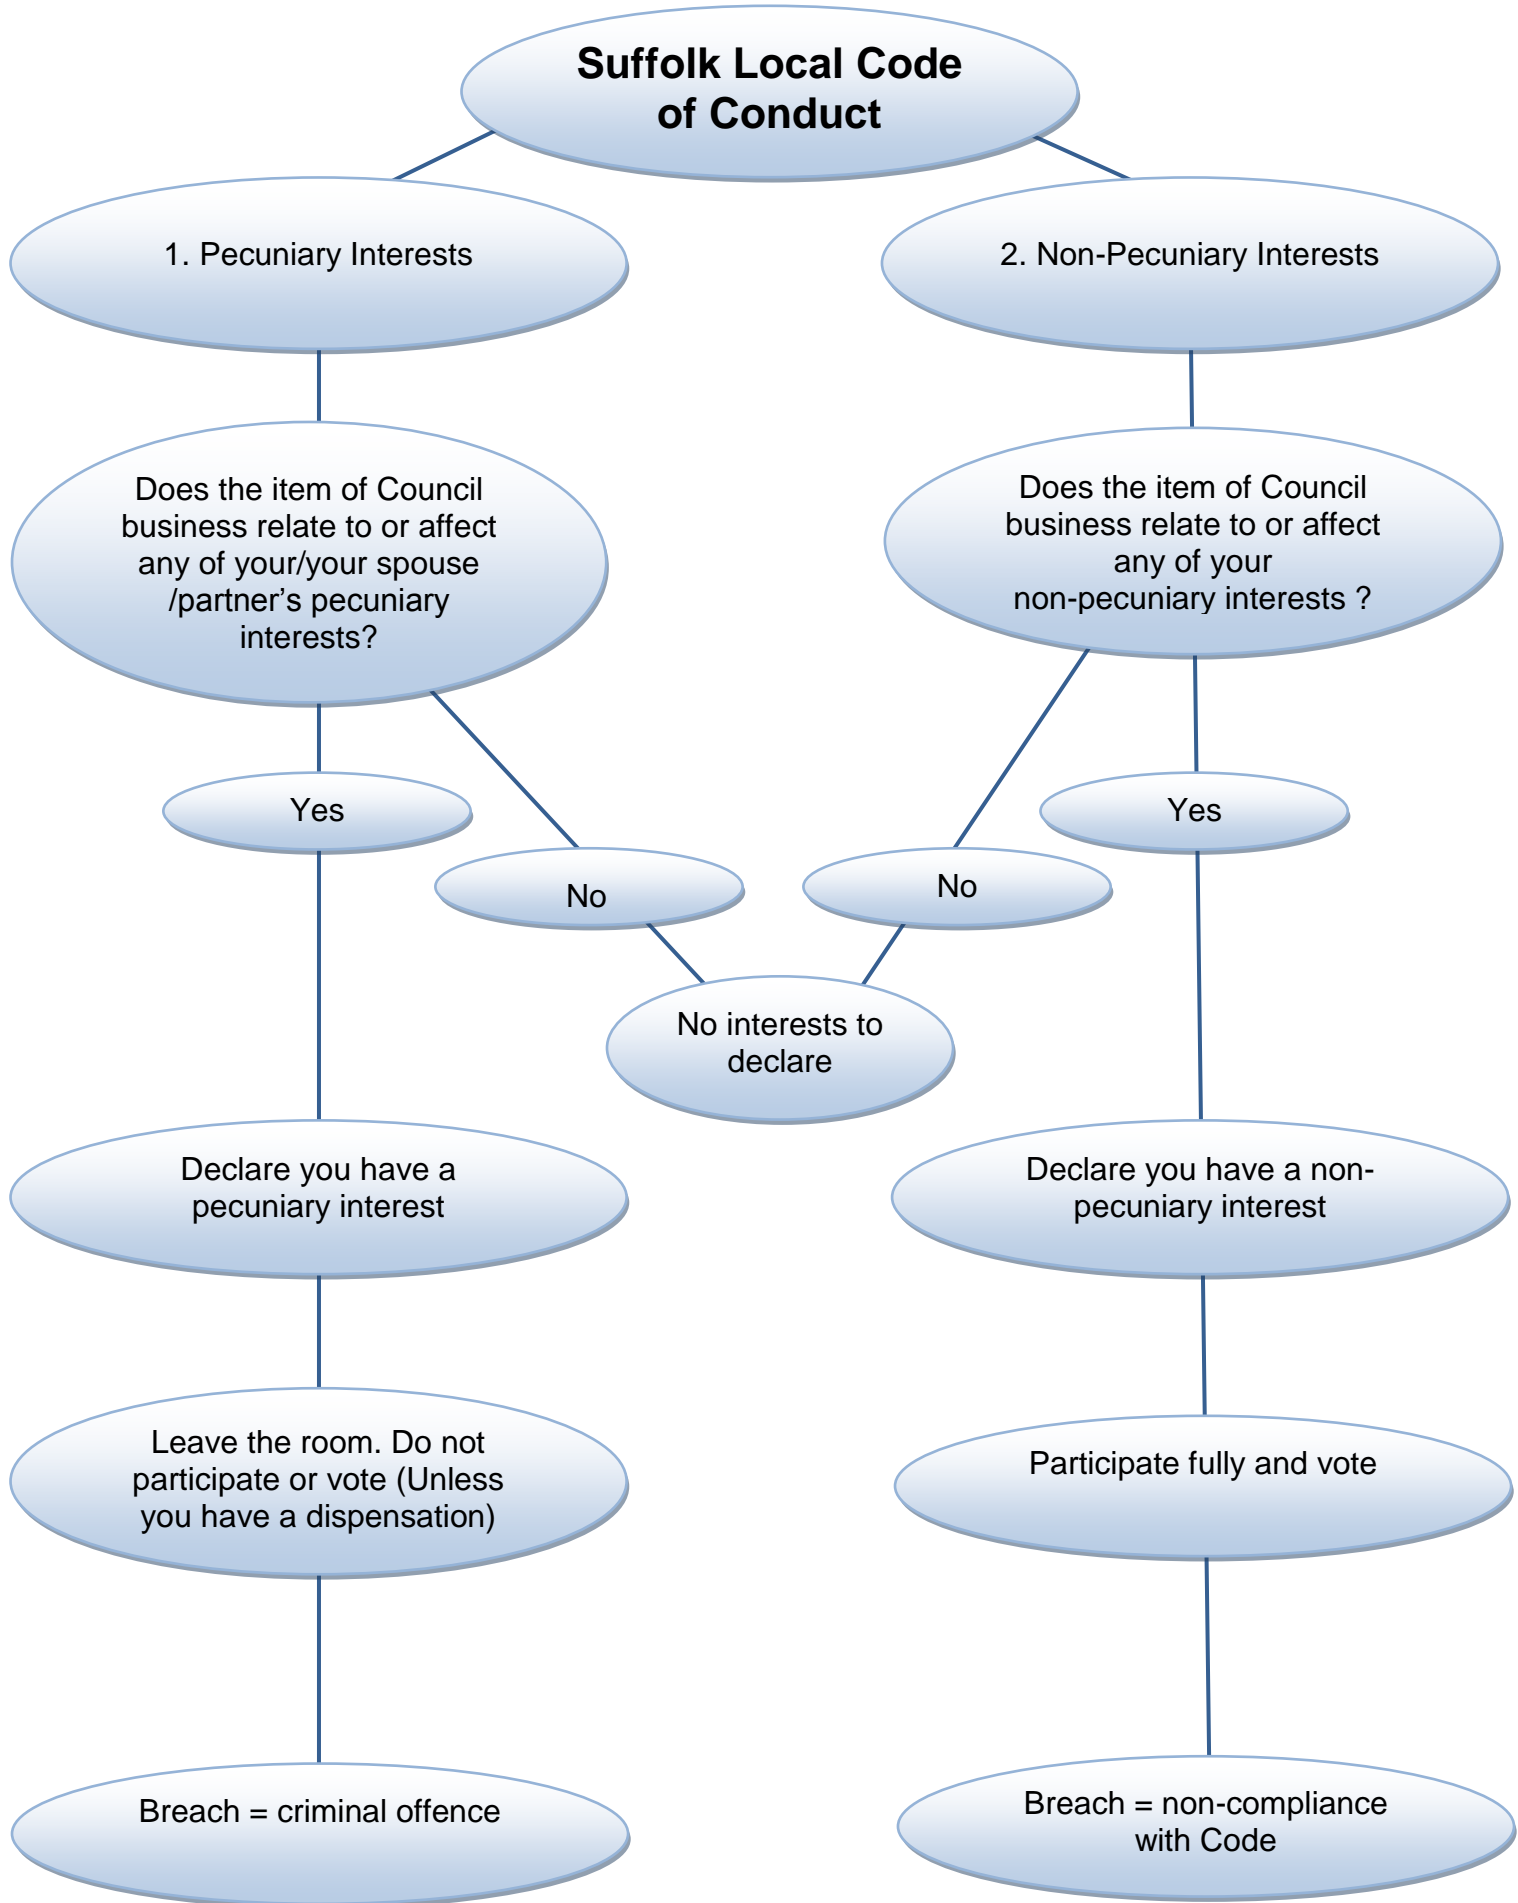 Suffolk Local Code
of Conduct
1. Pecuniary Interests
2. Non-Pecuniary Interests
Does the item of Council
business relate to or affect
any of your/your spouse
/partner’s pecuniary
interests?
Does the item of Council
business relate to or affect
any of your
non-pecuniary interests ?
Yes
No
No
Yes
No interests to
declare
Declare you have a
pecuniary interest
Declare you have a non-
pecuniary interest
Leave the room. Do not
participate or vote (Unless
you have a dispensation)
Participate fully and vote
Breach = criminal offence
Breach = non-compliance
with Code